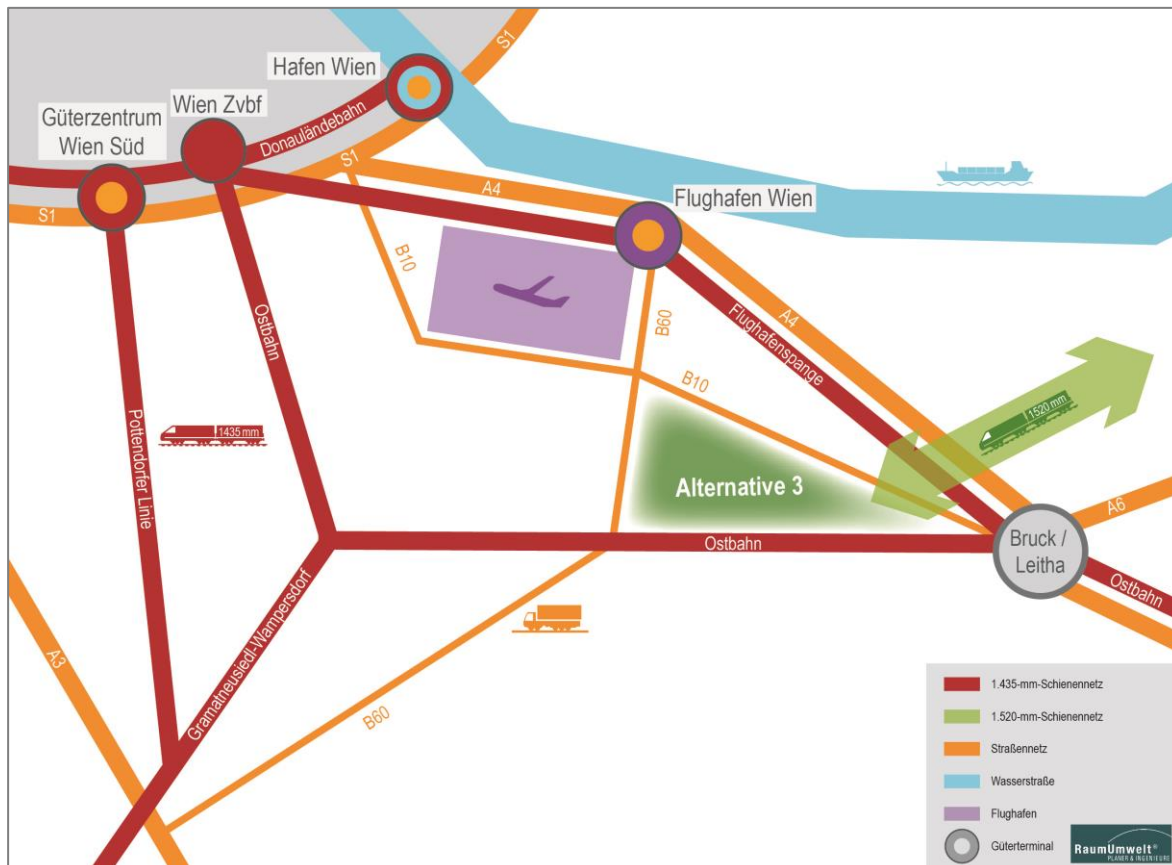 S1
Hafen Wien
Wien Zvbf
Güterzentrum
Wien Süd
Donauländebahn
S1
S1
A4
Flughafen Wien
B10
B60
A4
Flughafenspange
Ostbahn
B10
1520 mm
Pottendorfer Linie
1435 mm
Alternative 3
A6
Ostbahn
Bruck /
Leitha
Ostbahn
Gramatneusiedl-Wampersdorf
A3
B60
1.435-mm-Schienennetz
1.520-mm-Schienennetz
Straßennetz
Wasserstraße
Flughafen
Güterterminal
RaumUmwelt®
PLANER & INGENIEURE